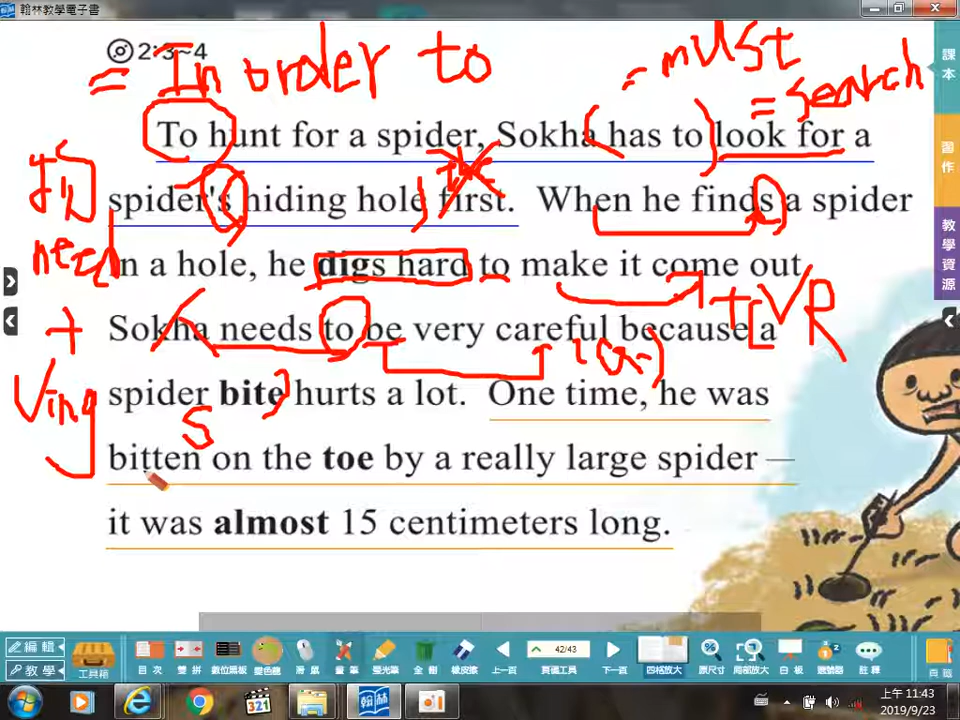 翰林教學電子書
2:3~4
= In order to
= must
= search
To hunt for a spider, Sokha has to look for a
spider's hiding hole first. When he finds a spider
in a hole, he digs hard to make it come out.
Sokha needs to be very careful because a
spider bite hurts a lot. One time, he was
bitten on the toe by a really large spider —
it was almost 15 centimeters long.
need
+
Ving
the
+ VR
S
課本
習作
教學資源
編輯
教學
工具箱
目次
雙拼
數位黑板
變色龍
滑鼠
畫筆
螢光筆
全刪
橡皮擦
上一頁
42/43
頁碼工具
下一頁
四格放大
原尺寸
局部放大
白板
選號器
註釋
頁籤
321
上午 11:43
2019/9/23